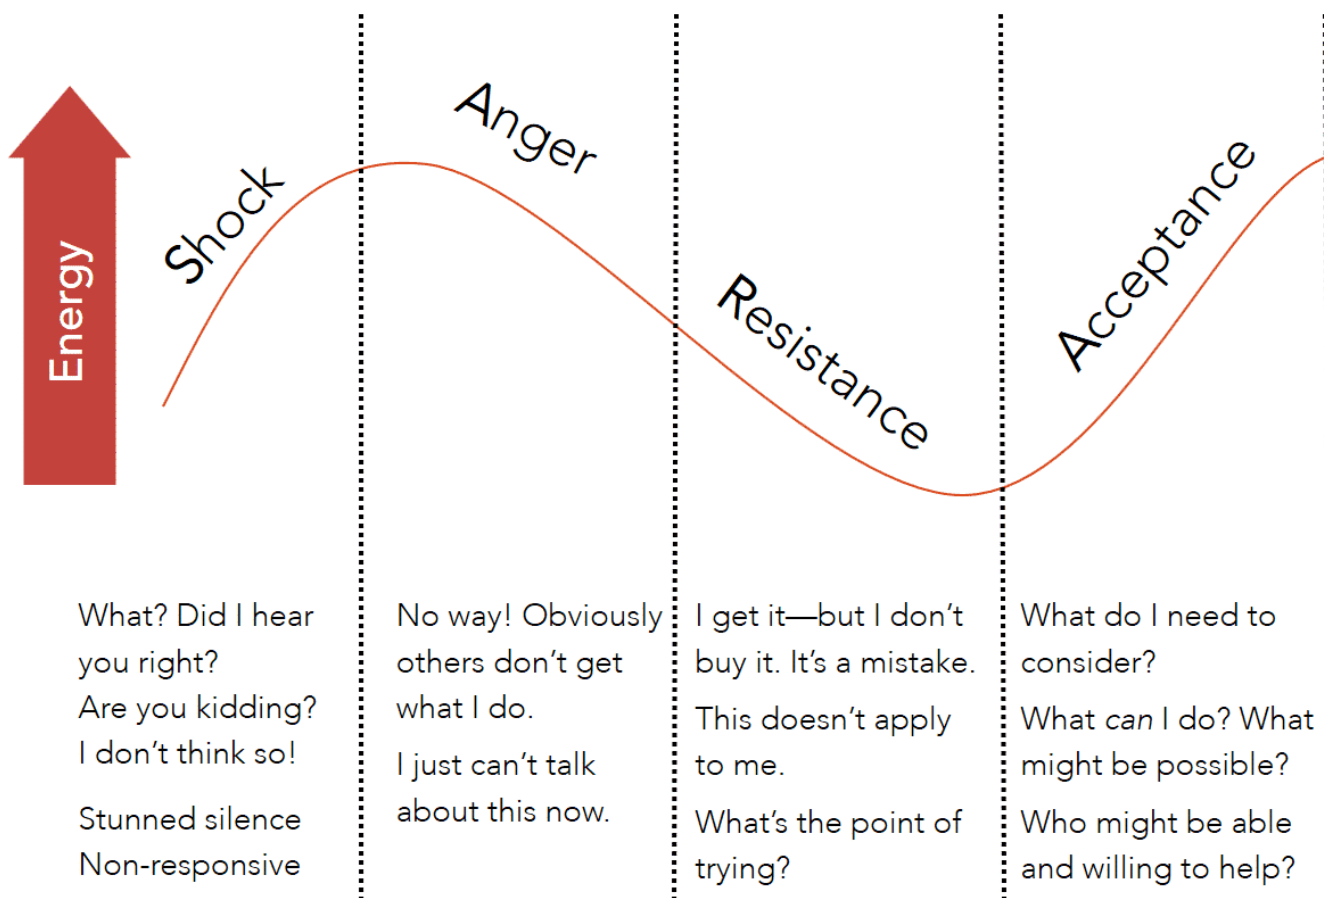 Energy
Shock
Anger
Resistance
Acceptance
What? Did I hear
you right?
Are you kidding?
I don't think so!
Stunned silence
Non-responsive
No way! Obviously
others don't get
what I do.
I just can't talk
about this now.
I get it—but I don't
buy it. It's a mistake.
This doesn't apply
to me.
What's the point of
trying?
What do I need to
consider?
What can I do? What
might be possible?
Who might be able
and willing to help?